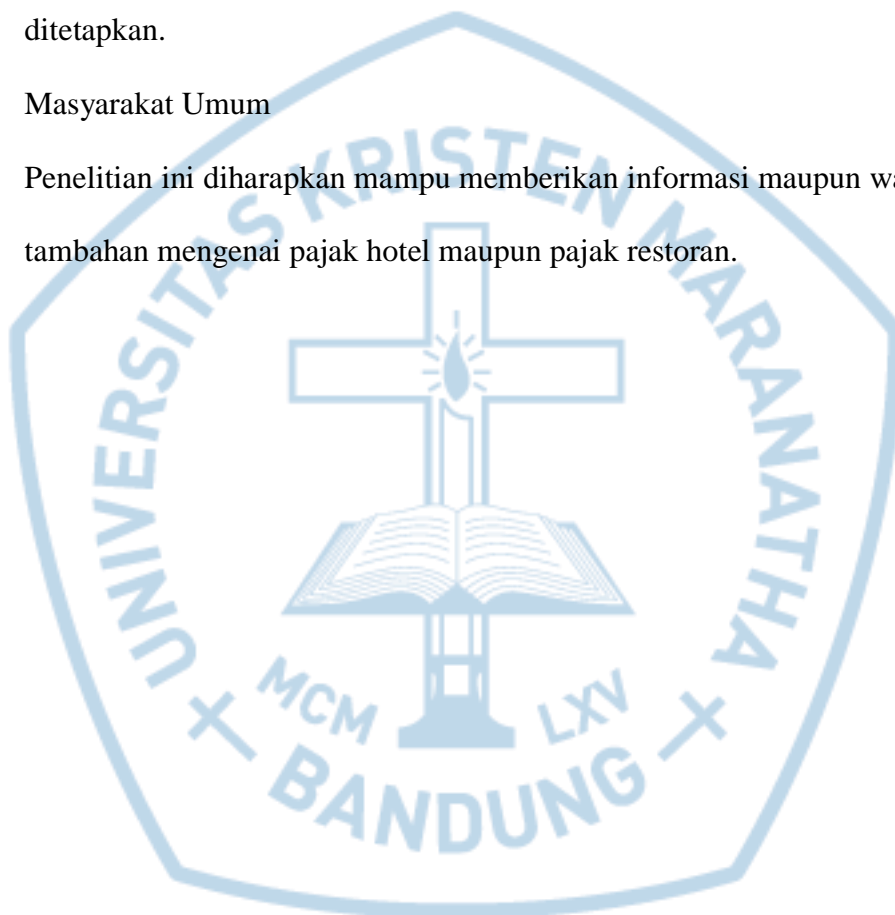 ditetapkan.
Masyarakat Umum
Penelitian ini diharapkan mampu memberikan informasi maupun
tambahan mengenai pajak hotel maupun pajak restoran.
UNIVERSITAS KRISTEN MARANATHA
MCM LXV
BANDUNG